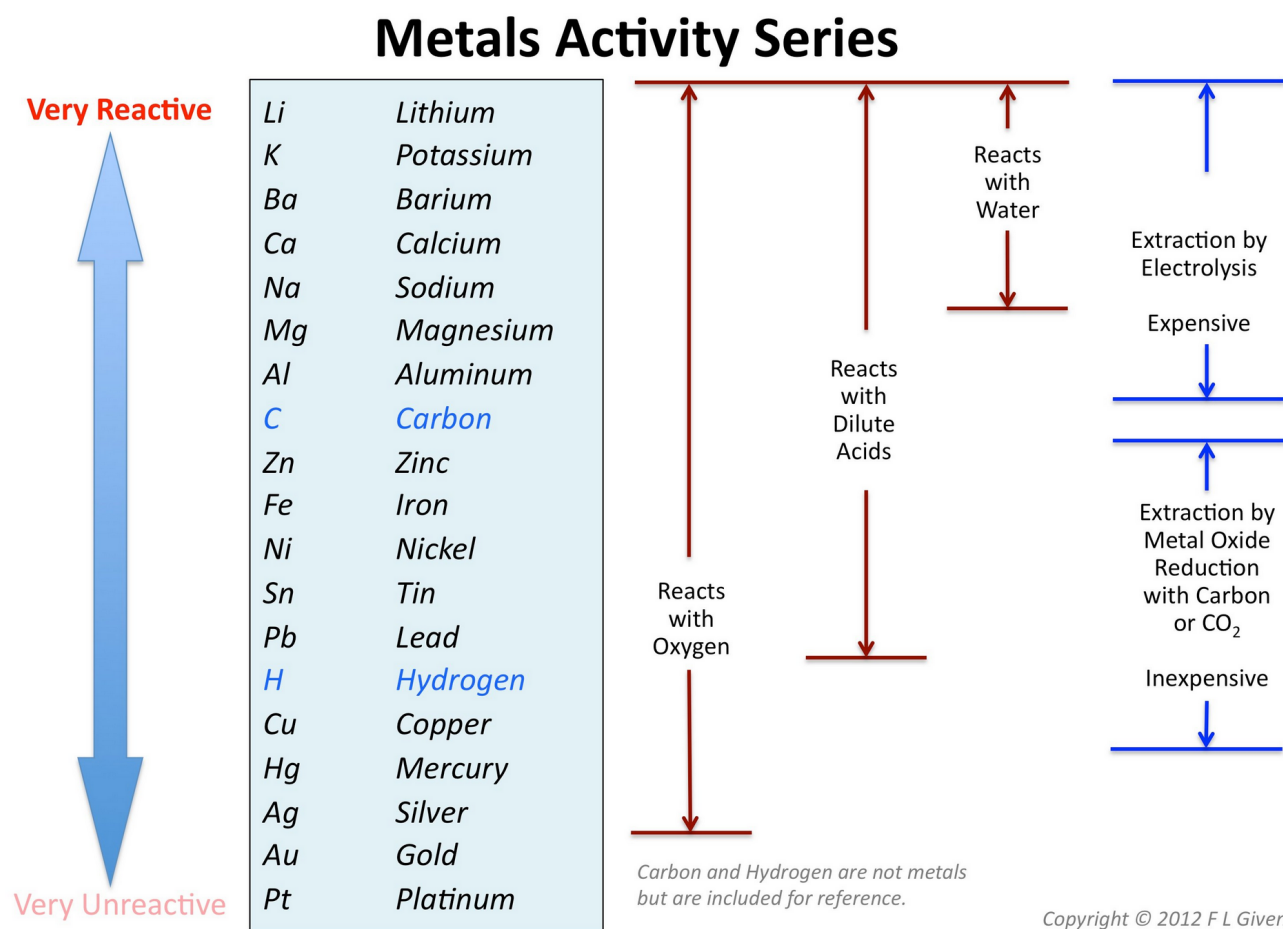 Metals Activity Series
Very Reactive
Li Lithium
K Potassium
Ba Barium
Ca Calcium
Na Sodium
Mg Magnesium
Al Aluminum
C Carbon
Zn Zinc
Fe Iron
Ni Nickel
Sn Tin
Pb Lead
H Hydrogen
Cu Copper
Hg Mercury
Ag Silver
Au Gold
Pt Platinum
Very Unreactive
Reacts
with
Oxygen
Reacts
with
Dilute
Acids
Reacts
with
Water
Extraction by
Electrolysis
Expensive
Extraction by
Metal Oxide
Reduction
with Carbon
or CO₂
Inexpensive
Carbon and Hydrogen are not metals
but are included for reference.
Copyright © 2012 F L Giver